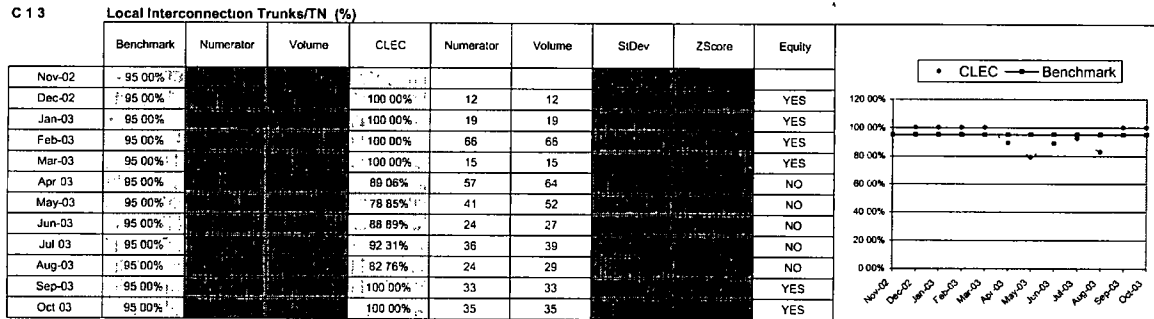 C 1 3 Local Interconnection Trunks/TN (%)
Benchmark Numerator Volume CLEC Numerator Volume StDev ZScore Equity
Nov-02 95 00%
Dec-02 95 00% 100 00% 12 12 YES
Jan-03 95 00% 100 00% 19 19 YES
Feb-03 95 00% 100 00% 66 66 YES
Mar-03 95 00% 100 00% 15 15 YES
Apr 03 95 00% 89 06% 57 64 NO
May-03 95 00% 78 85% 41 52 NO
Jun-03 95 00% 88 89% 24 27 NO
Jul 03 95 00% 92 31% 36 39 NO
Aug-03 95 00% 82 76% 24 29 NO
Sep-03 95 00% 100 00% 33 33 YES
Oct 03 95 00% 100 00% 35 35 YES
CLEC Benchmark
120 00%
100 00%
80 00%
60 00%
40 00%
20 00%
0 00%
Nov-02 Dec-02 Jan-03 Feb-03 Mar-03 Apr-03 May-03 Jun-03 Jul-03 Aug-03 Sep-03 Oct-03